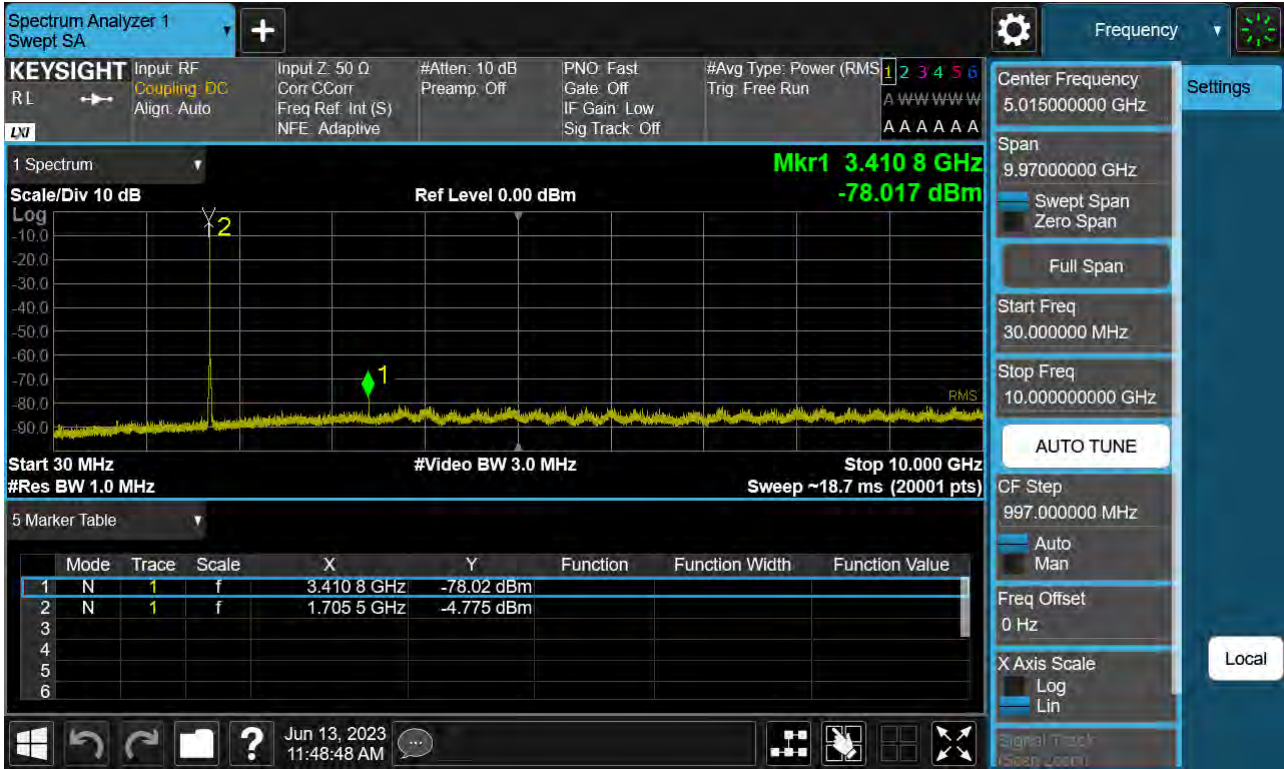 Spectrum Analyzer 1
Swept SA
+
Frequency
KEYSIGHT
R L
LXI
Input: RF
Coupling: DC
Align: Auto
Input Z: 50 Ω
Corr CCorr
Freq Ref: Int (S)
NFE: Adaptive
#Atten: 10 dB
Preamp: Off
PNO: Fast
Gate: Off
IF Gain: Low
Sig Track: Off
#Avg Type: Power (RMS
Trig: Free Run
1 2 3 4 5 6
A W W W W W
A A A A A A
1 Spectrum
Scale/Div 10 dB
Ref Level 0.00 dBm
Mkr1 3.410 8 GHz
-78.017 dBm
Log
-10.0
-20.0
-30.0
-40.0
-50.0
-60.0
-70.0
-80.0
-90.0
2
1
RMS
Start 30 MHz
#Video BW 3.0 MHz
Stop 10.000 GHz
#Res BW 1.0 MHz
Sweep ~18.7 ms (20001 pts)
5 Marker Table
Mode Trace Scale X Y Function Function Width Function Value
1 N 1 f 3.410 8 GHz -78.02 dBm
2 N 1 f 1.705 5 GHz -4.775 dBm
3
4
5
6
Center Frequency
5.015000000 GHz
Span
9.97000000 GHz
Swept Span
Zero Span
Full Span
Start Freq
30.000000 MHz
Stop Freq
10.000000000 GHz
AUTO TUNE
CF Step
997.000000 MHz
Auto
Man
Freq Offset
0 Hz
X Axis Scale
Log
Lin
Signal Track
(Span Zoom)
Settings
Local
?
Jun 13, 2023
11:48:48 AM